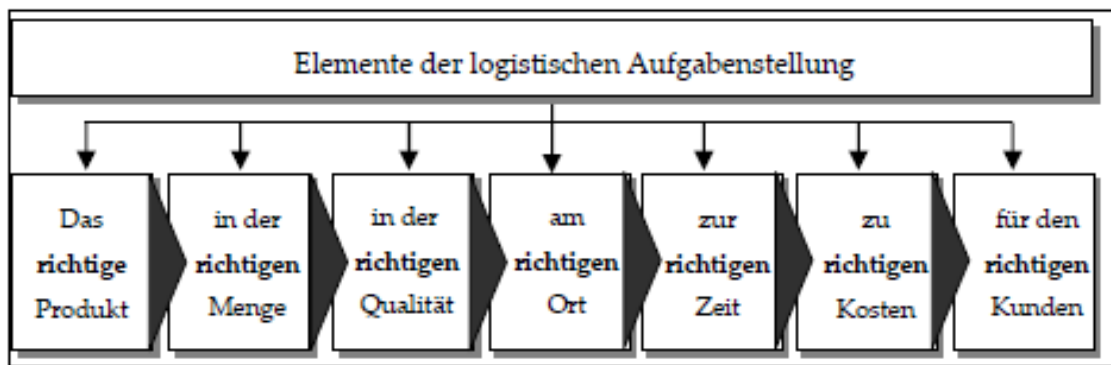 Elemente der logistischen Aufgabenstellung
Das
richtige
Produkt
in der
richtigen
Menge
in der
richtigen
Qualität
am
richtigen
Ort
zur
richtigen
Zeit
zu
richtigen
Kosten
für den
richtigen
Kunden